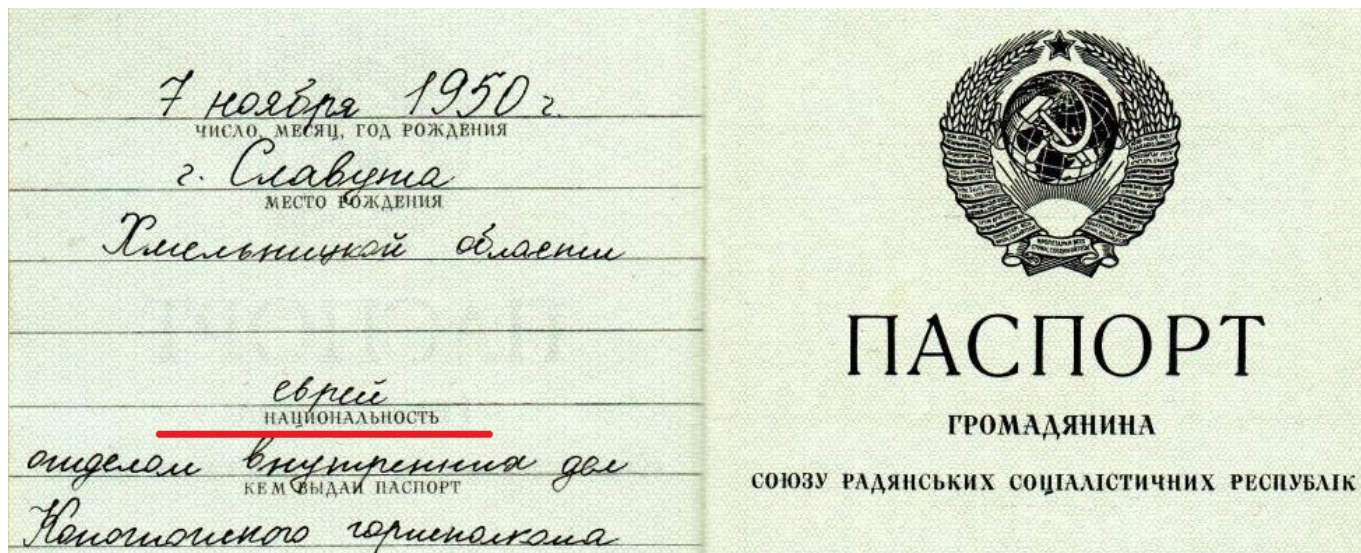 7 ноября 1950 г.
ЧИСЛО, МЕСЯЦ, ГОД РОЖДЕНИЯ
г. Славута
МЕСТО РОЖДЕНИЯ
Хмельницкой области
еврей
НАЦИОНАЛЬНОСТЬ
отделом внутренних дел
КЕМ ВЫДАН ПАСПОРТ
Конотопского горисполкома
ПАСПОРТ
ГРОМАДЯНИНА
СОЮЗУ РАДЯНСЬКИХ СОЦІАЛІСТИЧНИХ РЕСПУБЛІК